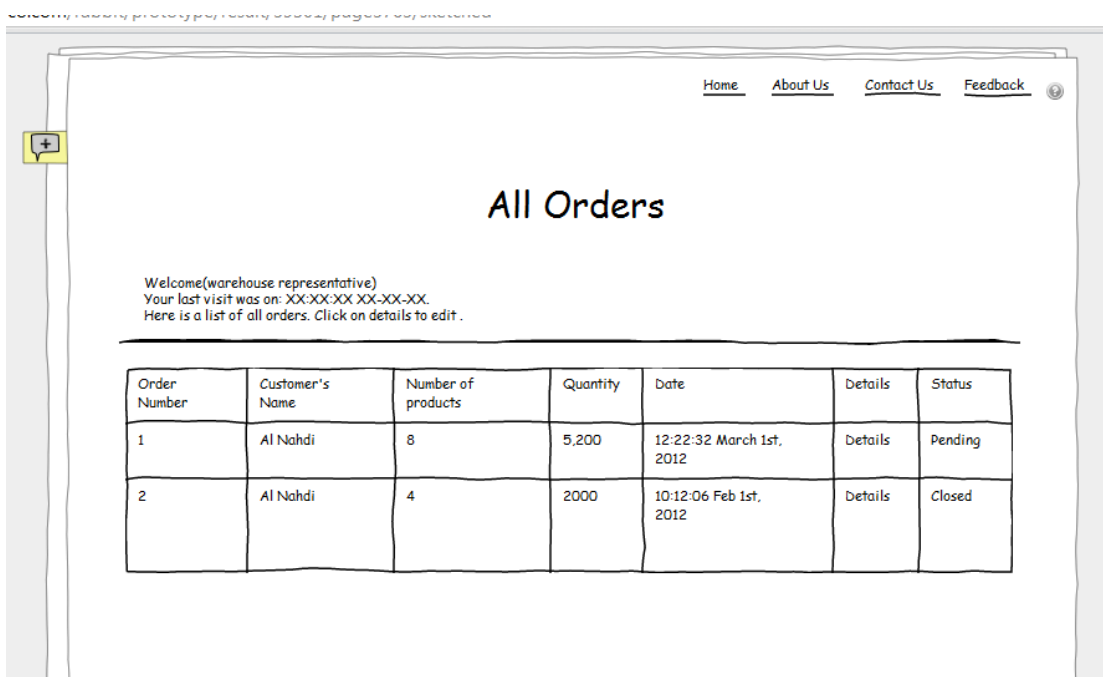 Home About Us Contact Us Feedback
All Orders
Welcome(warehouse representative)
Your last visit was on: XX:XX:XX XX-XX-XX.
Here is a list of all orders. Click on details to edit .
Order Number Customer's Name Number of products Quantity Date Details Status
1 Al Nahdi 8 5,200 12:22:32 March 1st, 2012 Details Pending
2 Al Nahdi 4 2000 10:12:06 Feb 1st, 2012 Details Closed